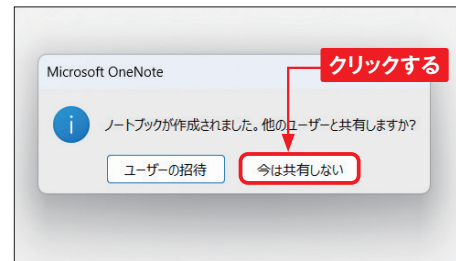 クリックする
Microsoft OneNote
ノートブックが作成されました。他のユーザーと共有しますか?
ユーザーの招待
今は共有しない